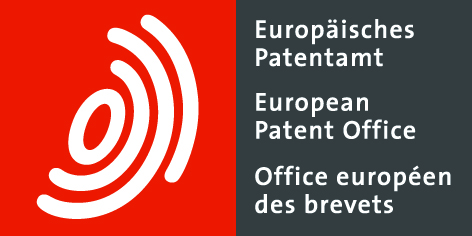 Europäisches
Patentamt
European
Patent Office
Office européen
des brevets